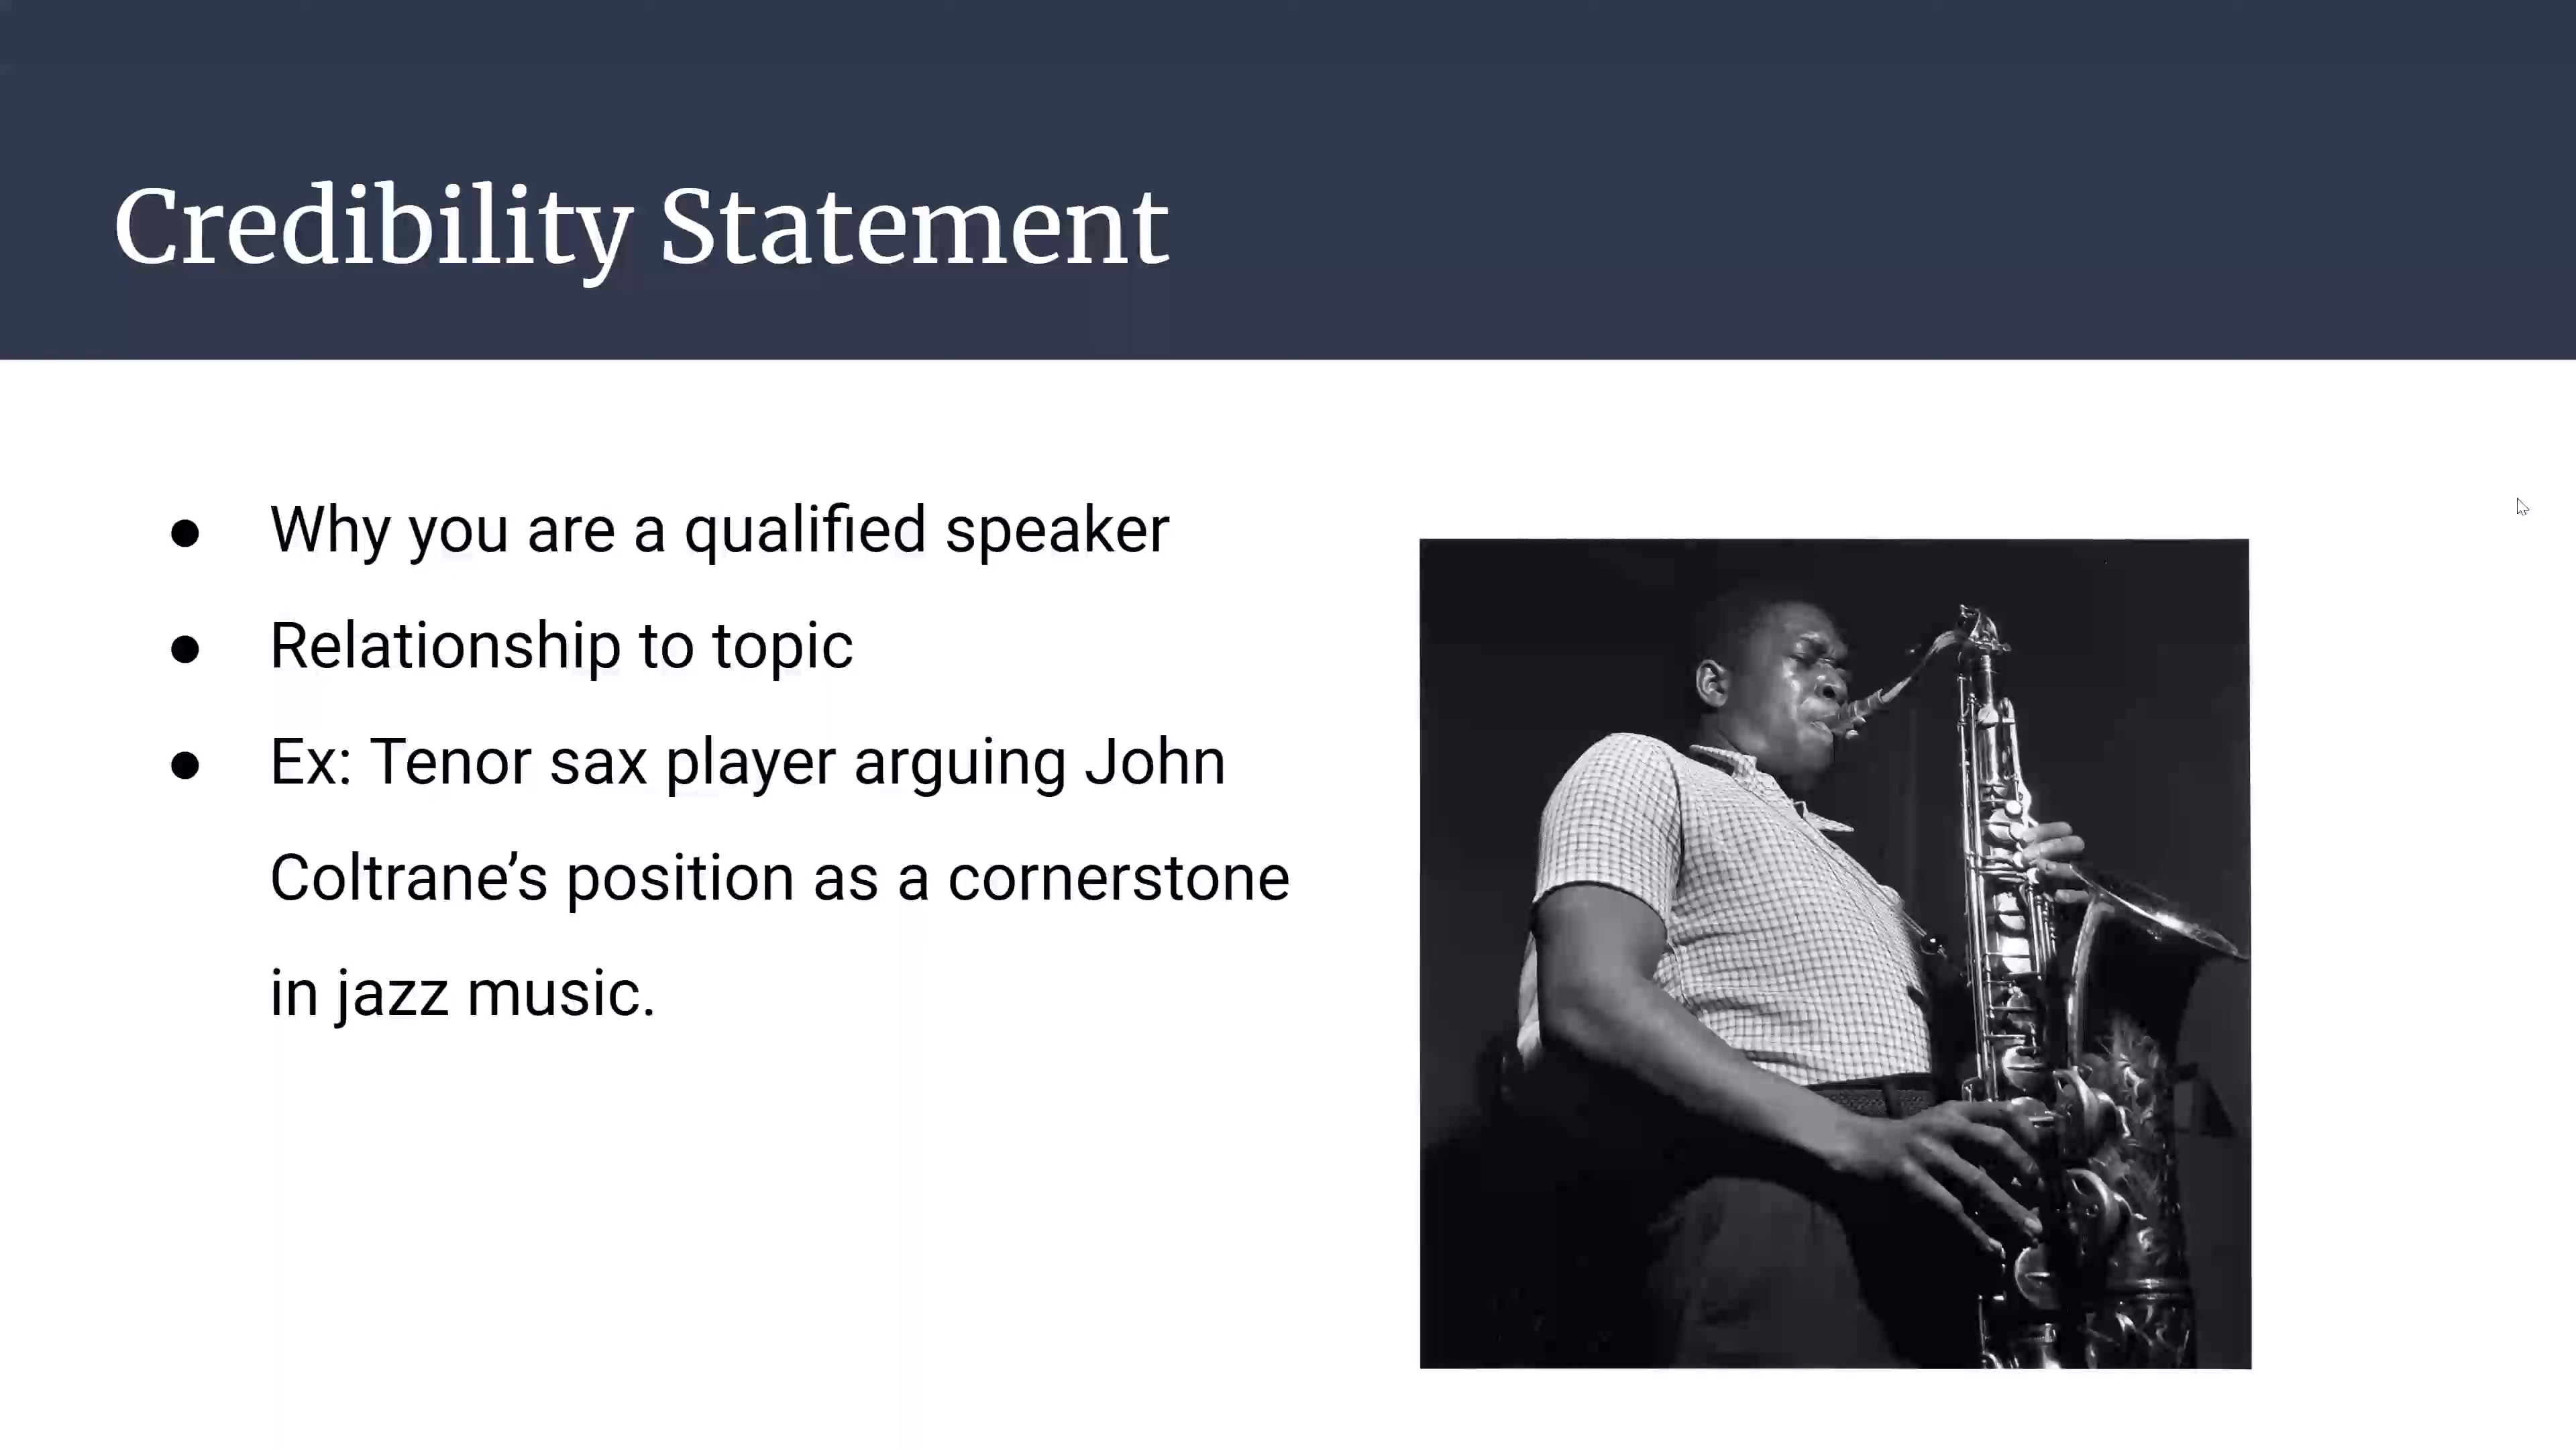 Credibility Statement
● Why you are a qualified speaker
● Relationship to topic
● Ex: Tenor sax player arguing John
Coltrane’s position as a cornerstone
in jazz music.